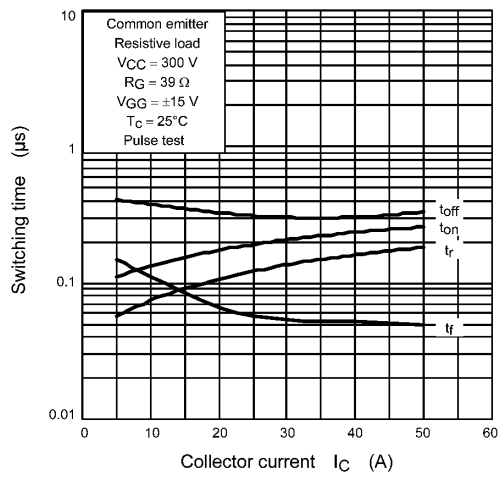 10
Common emitter
Resistive load
VCC = 300 V
RG = 39 Ω
VGG = ±15 V
TC = 25°C
Pulse test
1
Switching time (μs)
toff
ton
tr
0.1
tf
0.01
0 10 20 30 40 50 60
Collector current IC (A)